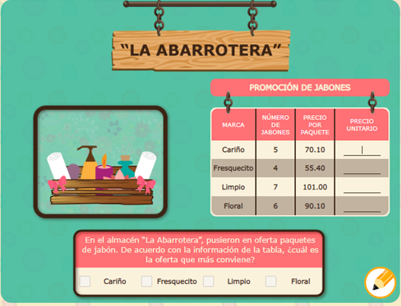 “LA ABARROTERA”
PROMOCIÓN DE JABONES
MARCA
NÚMERO DE JABONES
PRECIO POR PAQUETE
PRECIO UNITARIO
Cariño 5 70.10
Fresquecito 4 55.40
Limpio 7 101.00
Floral 6 90.10
En el almacén “La Abarrotera”, pusieron en oferta paquetes
de jabón. De acuerdo con la información de la tabla, ¿cuál es
la oferta que más conviene?
Cariño Fresquecito Limpio Floral